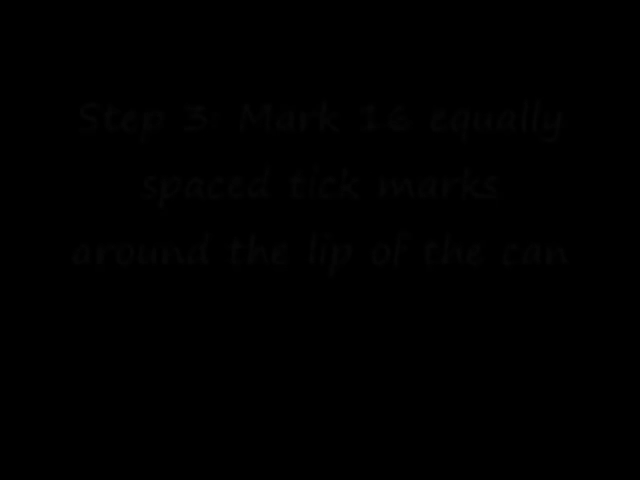 Step 3: Mark 16 equally
spaced tick marks
around the lip of the can